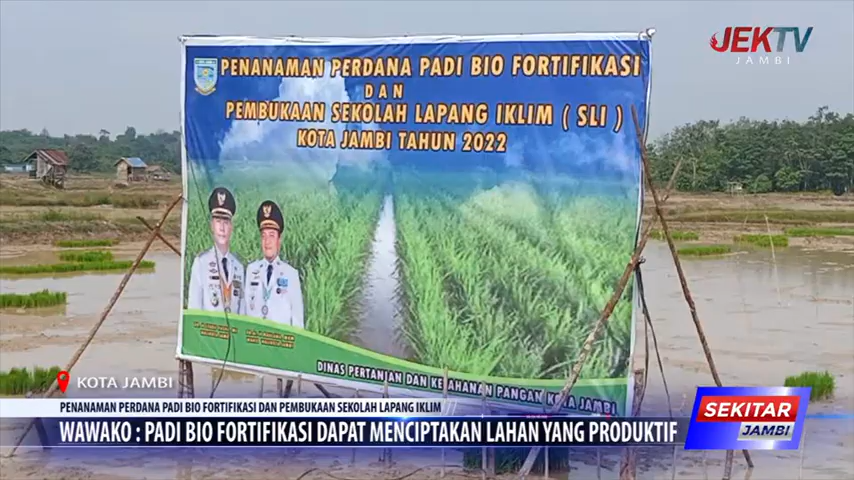 JEKTV
JAMBI
PENANAMAN PERDANA PADI BIO FORTIFIKASI
DAN
PEMBUKAAN SEKOLAH LAPANG IKLIM ( SLI )
KOTA JAMBI TAHUN 2022
DINAS PERTANIAN DAN KETAHANAN PANGAN KOTA JAMBI
KOTA JAMBI
PENANAMAN PERDANA PADI BIO FORTIFIKASI DAN PEMBUKAAN SEKOLAH LAPANG IKLIM
WAWAKO : PADI BIO FORTIFIKASI DAPAT MENCIPTAKAN LAHAN YANG PRODUKTIF
SEKITAR
JAMBI